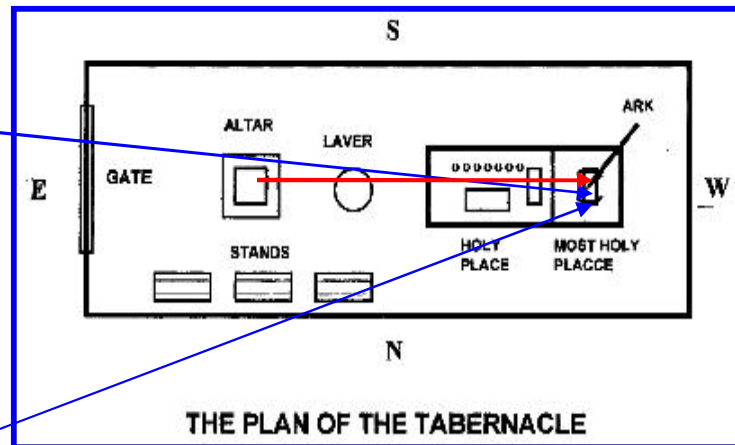 S
ARK
ALTAR
LAVER
GATE
E
W
STANDS
HOLY
PLACE
MOST HOLY
PLACCE
N
THE PLAN OF THE TABERNACLE